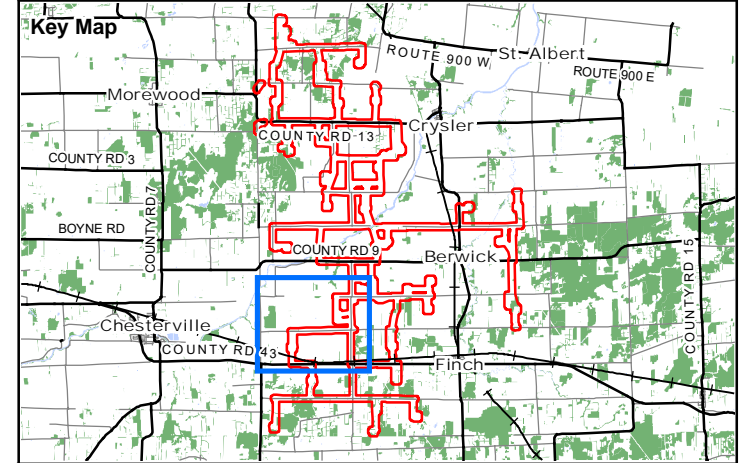 Key Map
ROUTE 900 W
St. Albert
ROUTE 900 E
Morewood
Crysler
COUNTY RD 13
COUNTY RD 3
COUNTY RD 7
BOYNE RD
COUNTY RD 9
Berwick
COUNTY RD 15
Chesterville
COUNTY RD 43
Finch